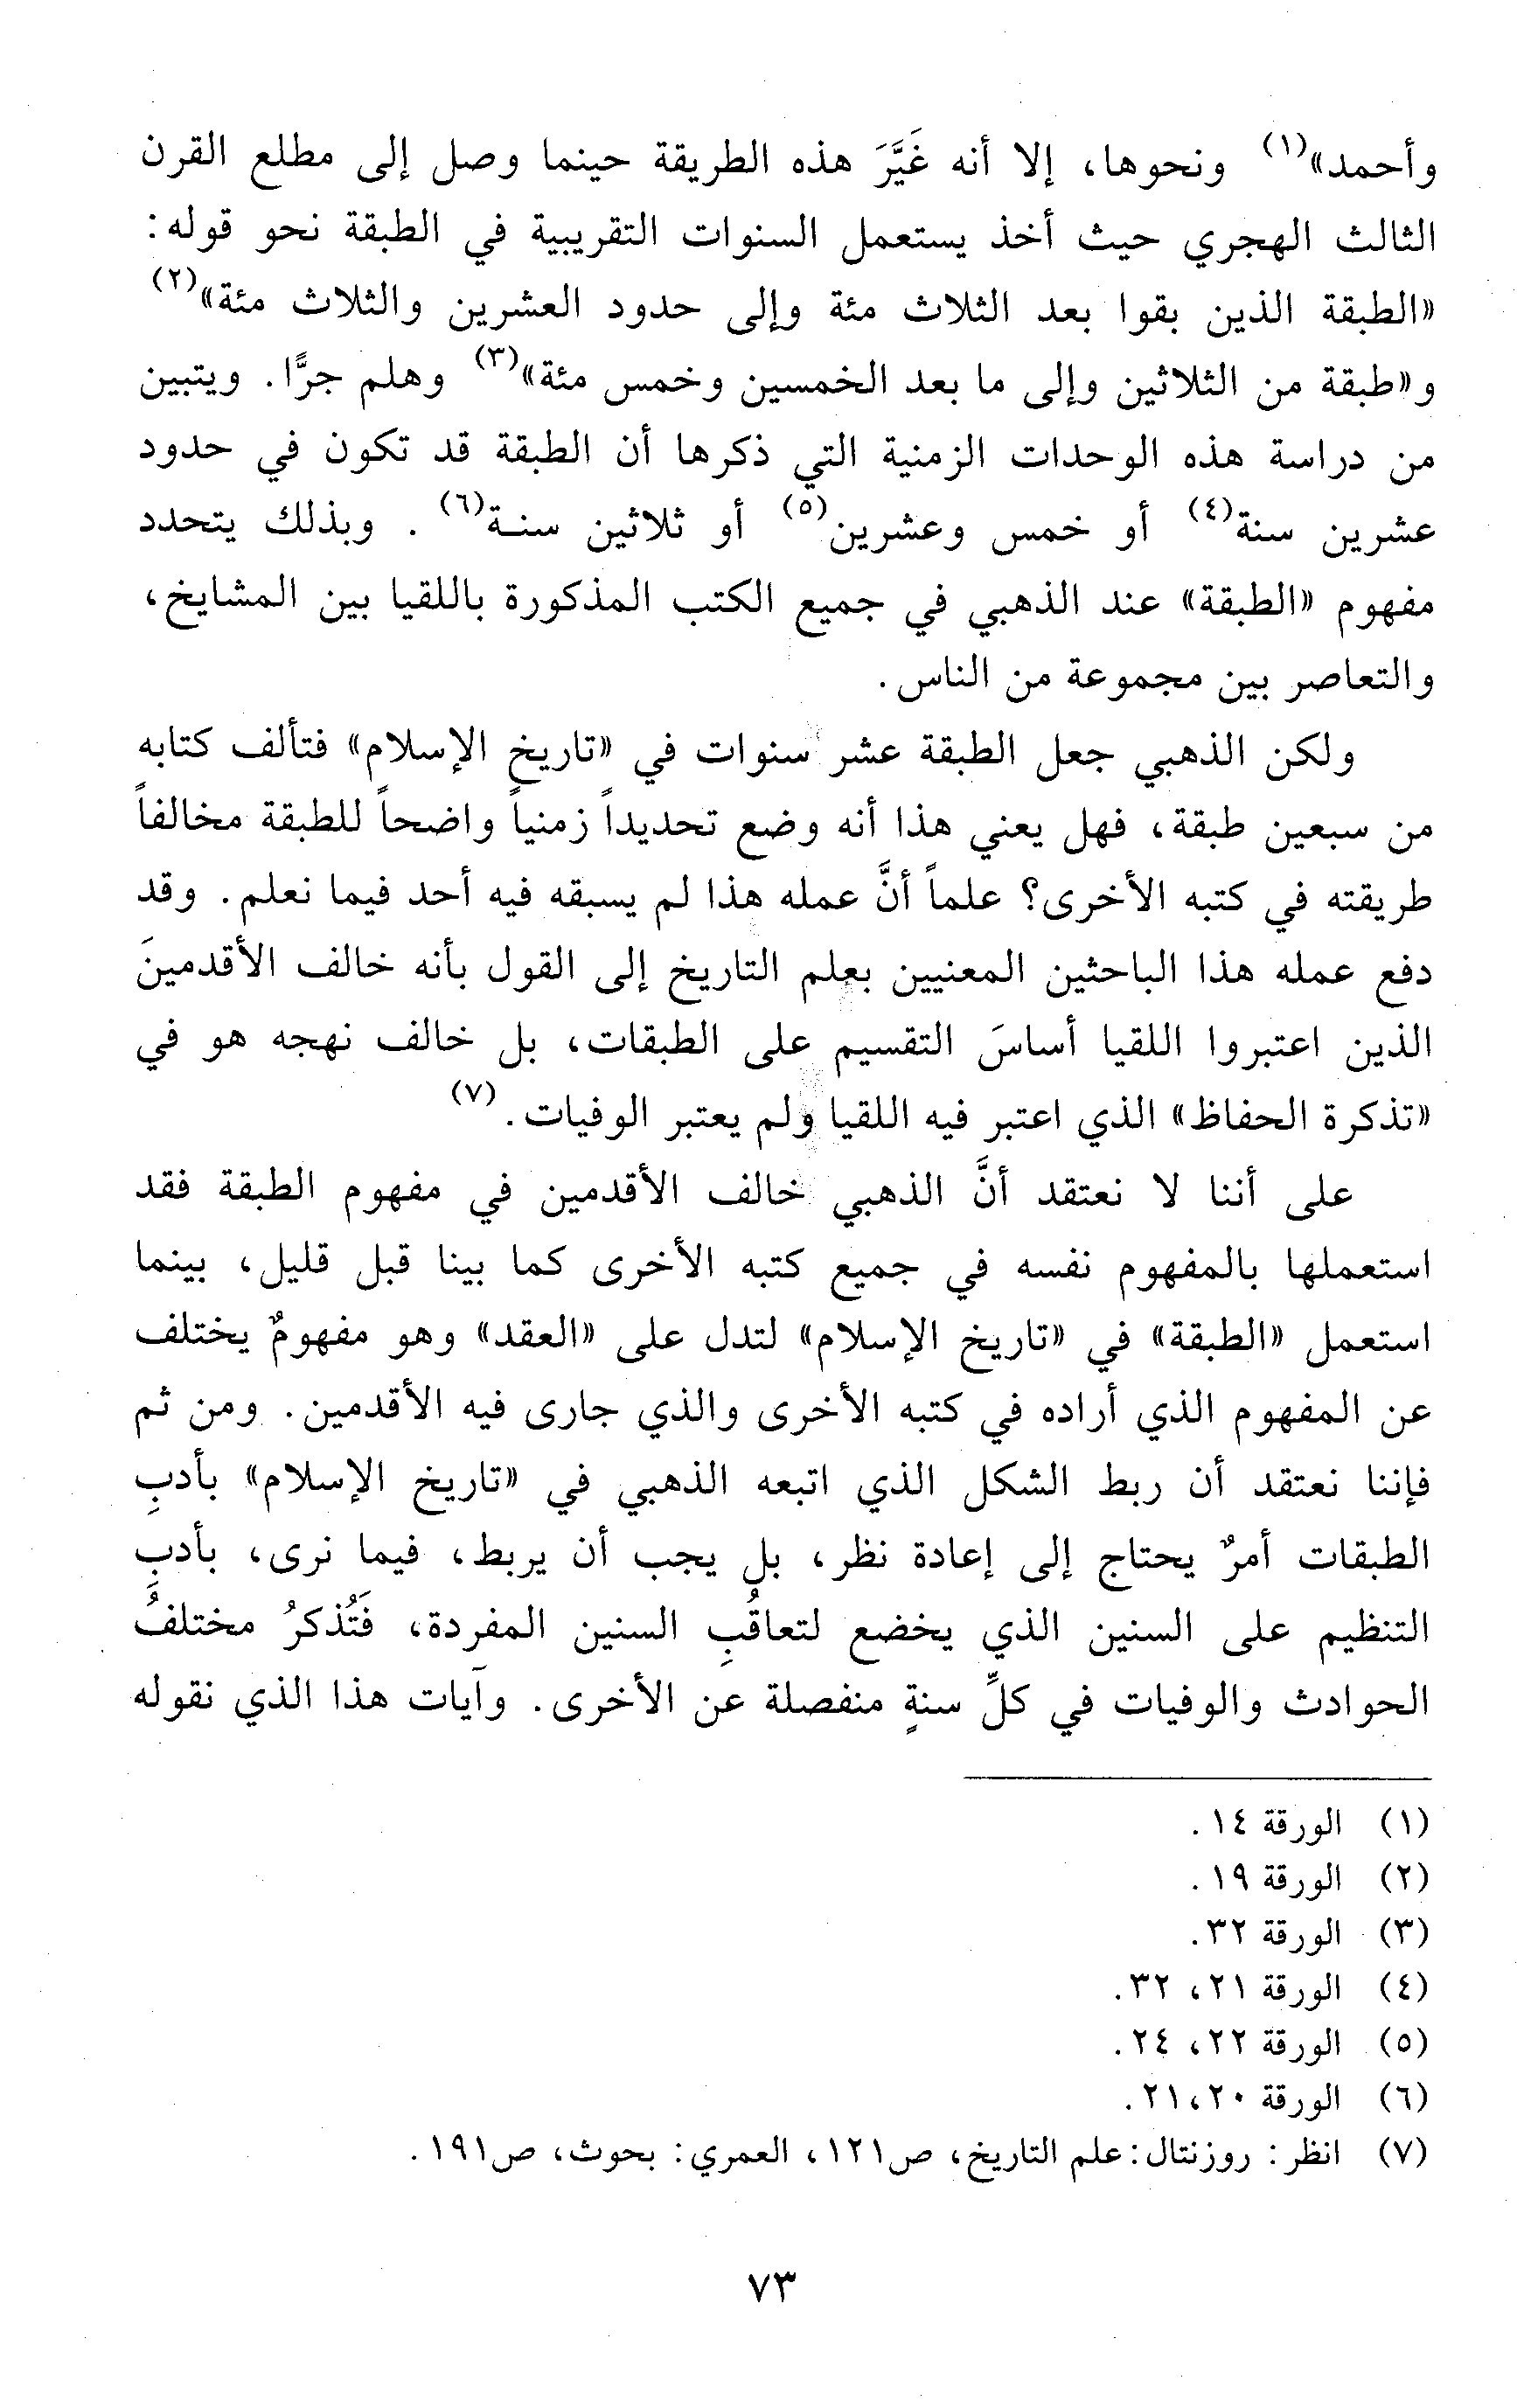 وأحمد»(١) ونحوها، إلا أنه غَيَّرَ هذه الطريقة حينما وصل إلى مطلع القرن
الثالث الهجري حيث أخذ يستعمل السنوات التقريبية في الطبقة نحو قوله:
«الطبقة الذين بقوا بعد الثلاث مئة وإلى حدود العشرين والثلاث مئة»(٢)
و«طبقة من الثلاثين وإلى ما بعد الخمسين وخمس مئة»(٣) وهلم جرًّا. ويتبين
من دراسة هذه الوحدات الزمنية التي ذكرها أن الطبقة قد تكون في حدود
عشرين سنة(٤) أو خمس وعشرين(٥) أو ثلاثين سنـة(٦) . وبذلك يتحدد
مفهوم «الطبقة» عند الذهبي في جميع الكتب المذكورة باللقيا بين المشايخ،
والتعاصر بين مجموعة من الناس.
ولكن الذهبي جعل الطبقة عشر سنوات في «تاريخ الإسلام» فتألف كتابه
من سبعين طبقة، فهل يعني هذا أنه وضع تحديداً زمنياً واضحاً للطبقة مخالفاً
طريقته في كتبه الأخرى؟ علماً أنَّ عمله هذا لم يسبقه فيه أحد فيما نعلم. وقد
دفع عمله هذا الباحثين المعنيين بعلم التاريخ إلى القول بأنه خالف الأقدمينَ
الذين اعتبروا اللقيا أساسَ التقسيم على الطبقات، بل خالف نهجه هو في
«تذكرة الحفاظ» الذي اعتبر فيه اللقيا ولم يعتبر الوفيات.(٧)
على أننا لا نعتقد أنَّ الذهبي خالف الأقدمين في مفهوم الطبقة فقد
استعملها بالمفهوم نفسه في جميع كتبه الأخرى كما بينا قبل قليل، بينما
استعمل «الطبقة» في «تاريخ الإسلام» لتدل على «العقد» وهو مفهومٌ يختلف
عن المفهوم الذي أراده في كتبه الأخرى والذي جارى فيه الأقدمين. ومن ثم
فإننا نعتقد أن ربط الشكل الذي اتبعه الذهبي في «تاريخ الإسلام» بأدبِ
الطبقات أمرٌ يحتاج إلى إعادة نظر، بل يجب أن يربط، فيما نرى، بأدبِ
التنظيم على السنين الذي يخضع لتعاقُبِ السنين المفردة، فَتُذكرُ مختلفُ
الحوادث والوفيات في كلِّ سنةٍ منفصلة عن الأخرى. وآيات هذا الذي نقوله
(١) الورقة ١٤.
(٢) الورقة ١٩.
(٣) الورقة ٣٢.
(٤) الورقة ٢١، ٣٢.
(٥) الورقة ٢٢، ٢٤.
(٦) الورقة ٢٠،٢١.
(٧) انظر: روزنتال:علم التاريخ، ص١٢١، العمري: بحوث، ص١٩١.
٧٣